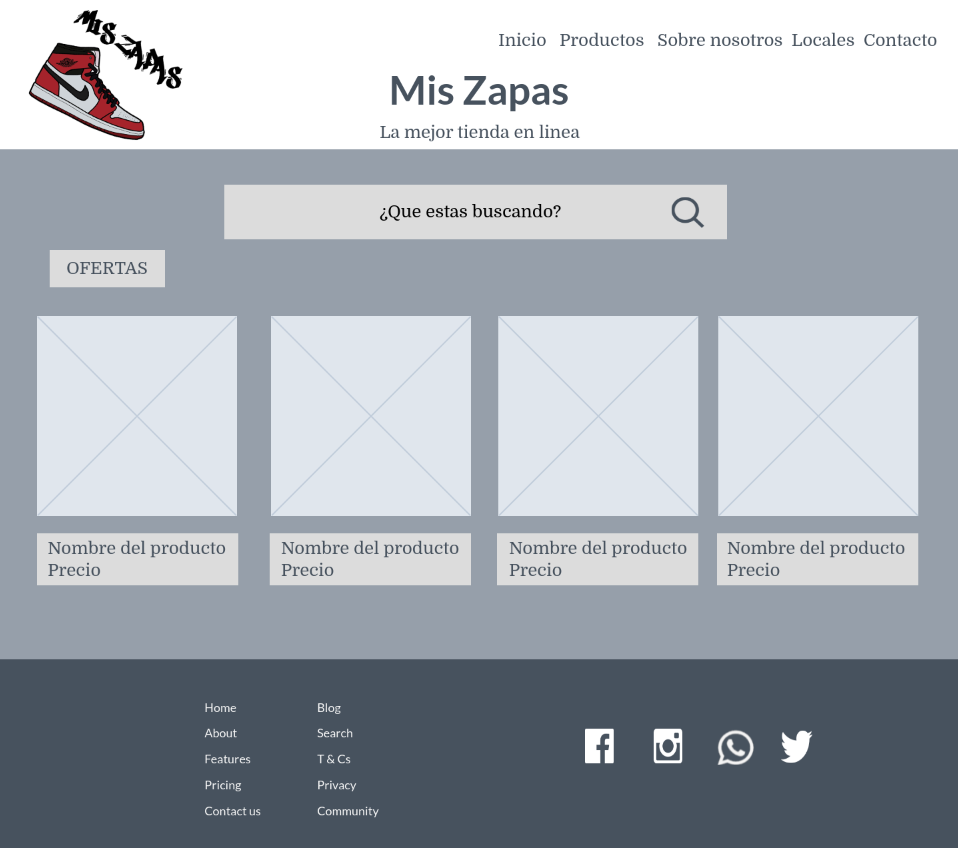 MIS ZAPAS
Inicio Productos Sobre nosotros Locales Contacto
Mis Zapas
La mejor tienda en linea
¿Que estas buscando?
OFERTAS
Nombre del producto
Precio
Nombre del producto
Precio
Nombre del producto
Precio
Nombre del producto
Precio
Home
About
Features
Pricing
Contact us
Blog
Search
T & Cs
Privacy
Community